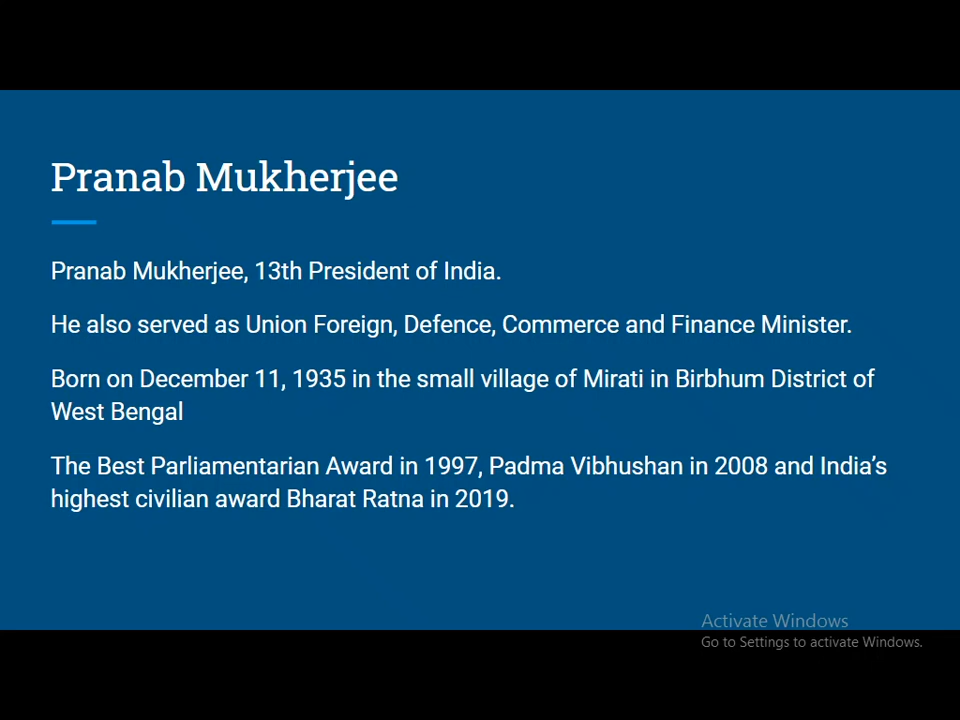 Pranab Mukherjee
Pranab Mukherjee, 13th President of India.
He also served as Union Foreign, Defence, Commerce and Finance Minister.
Born on December 11, 1935 in the small village of Mirati in Birbhum District of
West Bengal
The Best Parliamentarian Award in 1997, Padma Vibhushan in 2008 and India’s
highest civilian award Bharat Ratna in 2019.
Activate Windows
Go to Settings to activate Windows.